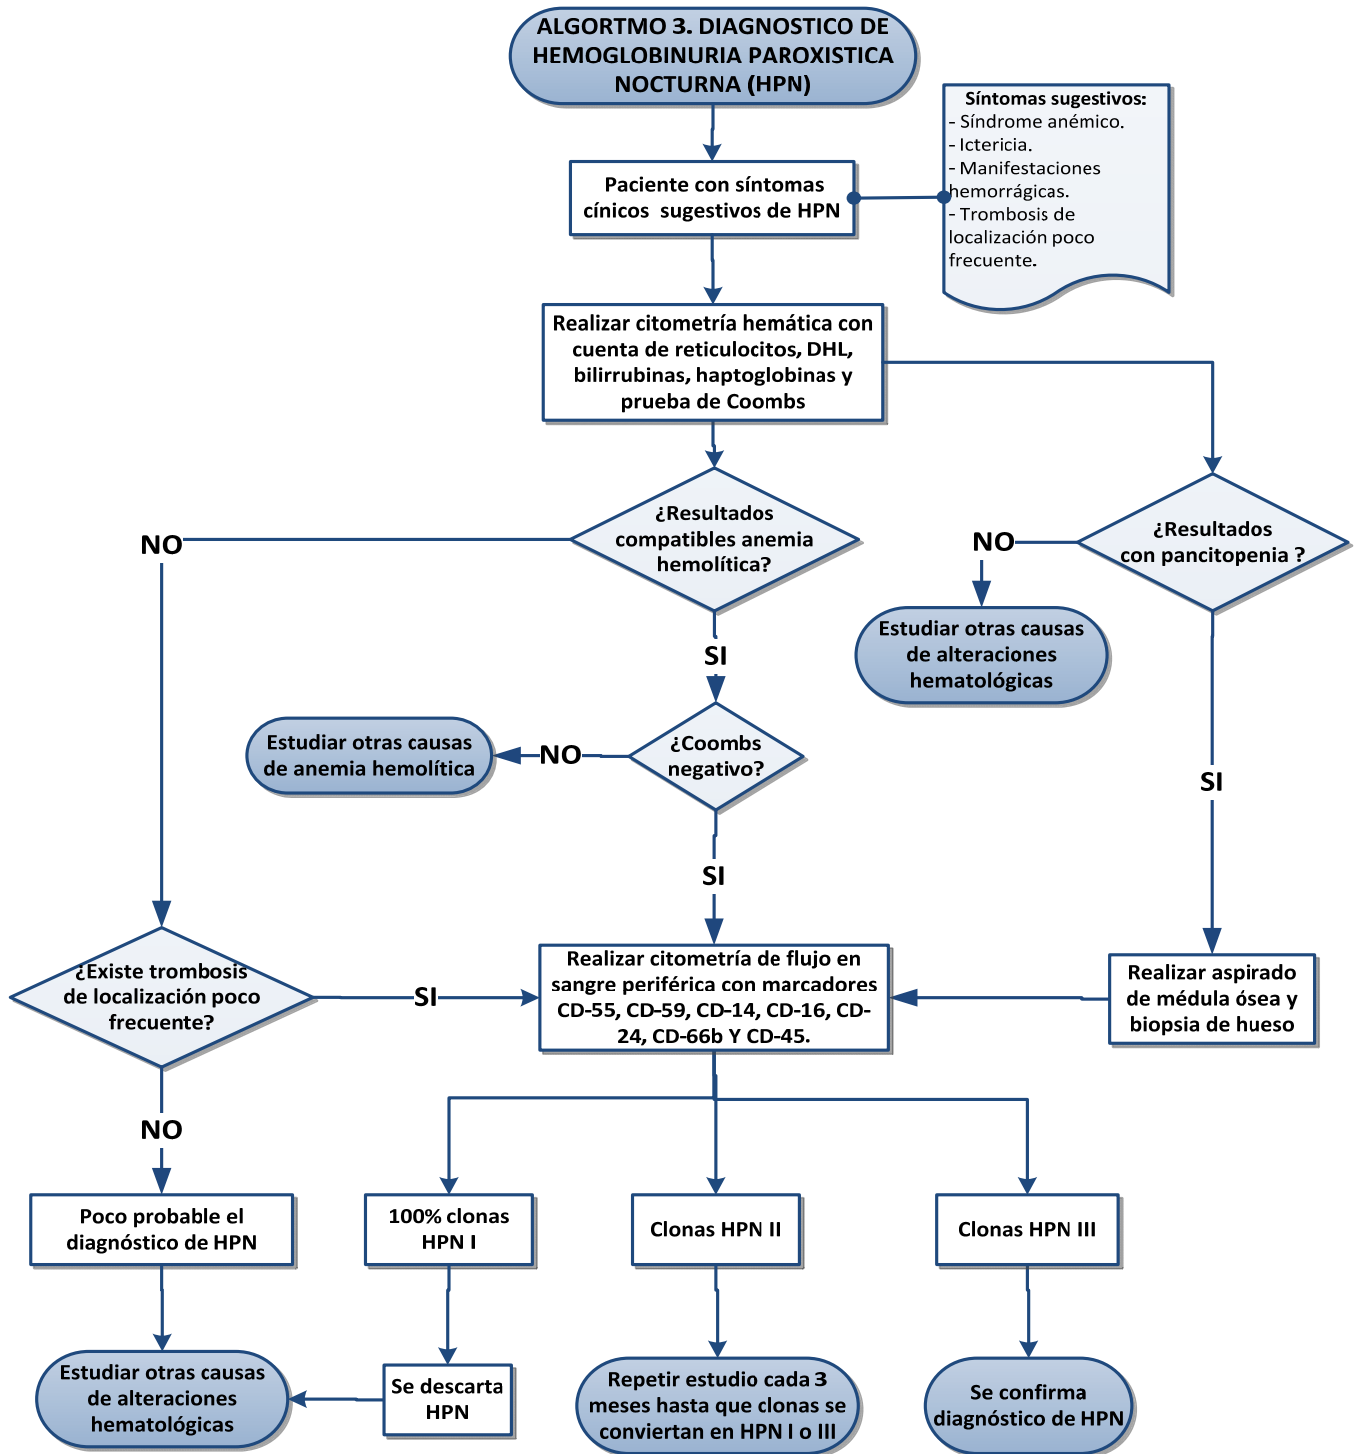 ALGORTMO 3. DIAGNOSTICO DE
HEMOGLOBINURIA PAROXISTICA
NOCTURNA (HPN)
Síntomas sugestivos:
- Síndrome anémico.
- Ictericia.
- Manifestaciones
hemorrágicas.
- Trombosis de
localización poco
frecuente.
Paciente con síntomas
cínicos sugestivos de HPN
Realizar citometría hemática con
cuenta de reticulocitos, DHL,
bilirrubinas, haptoglobinas y
prueba de Coombs
¿Resultados
compatibles anemia
hemolítica?
NO
¿Resultados
con pancitopenia ?
NO
Estudiar otras causas
de alteraciones
hematológicas
SI
¿Coombs
negativo?
NO
Estudiar otras causas
de anemia hemolítica
SI
SI
¿Existe trombosis
de localización poco
frecuente?
SI
Realizar citometría de flujo en
sangre periférica con marcadores
CD-55, CD-59, CD-14, CD-16, CD-
24, CD-66b Y CD-45.
Realizar aspirado
de médula ósea y
biopsia de hueso
NO
Poco probable el
diagnóstico de HPN
100% clonas
HPN I
Clonas HPN II
Clonas HPN III
Estudiar otras causas
de alteraciones
hematológicas
Se descarta
HPN
Repetir estudio cada 3
meses hasta que clonas se
conviertan en HPN I o III
Se confirma
diagnóstico de HPN